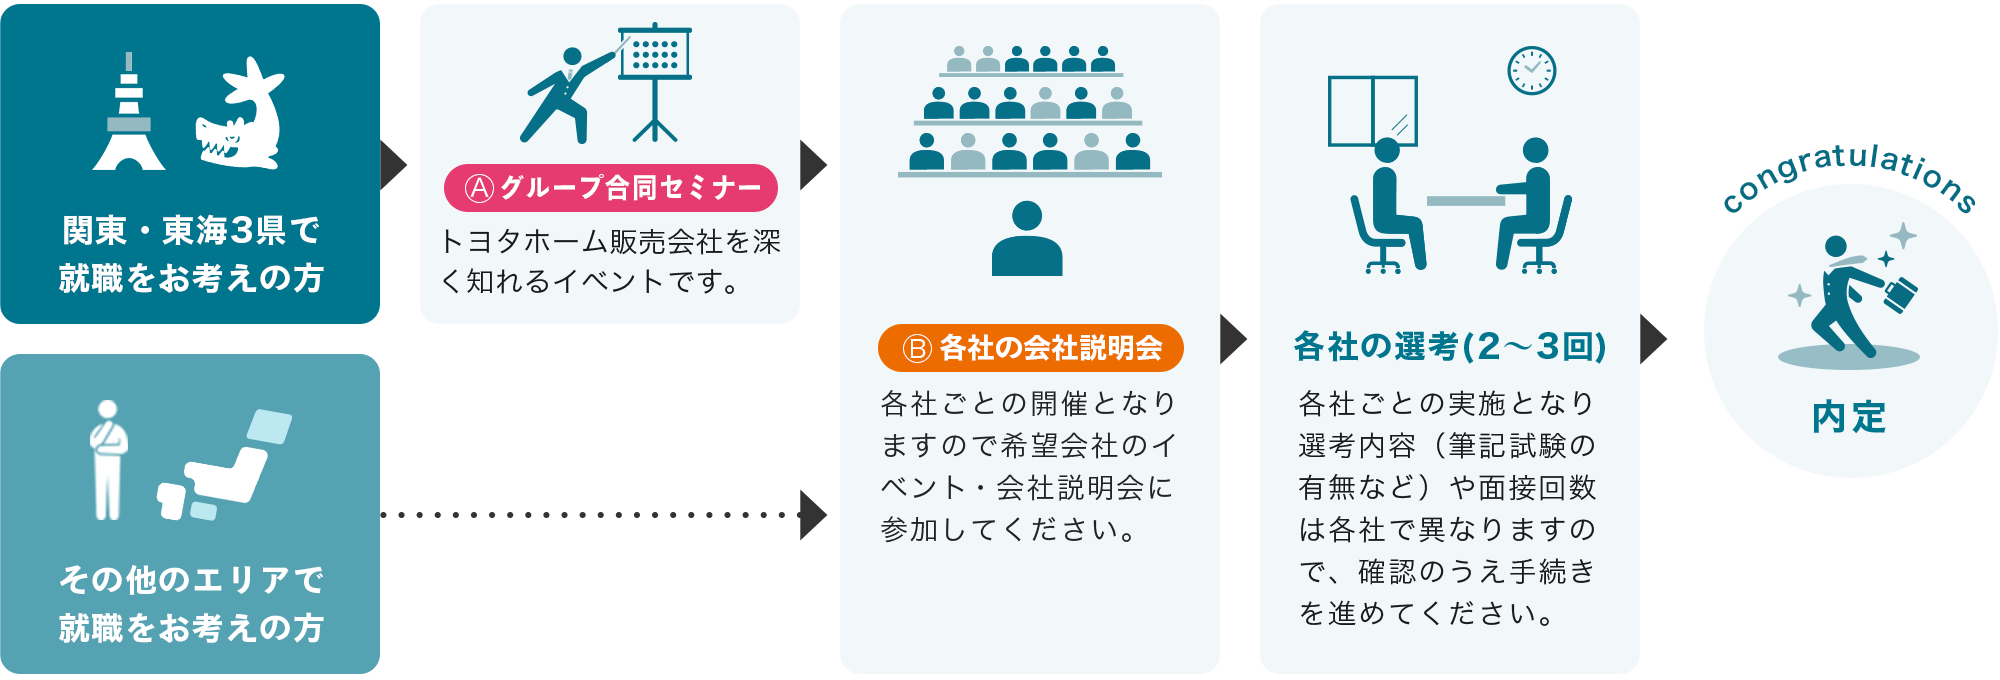 関東・東海3県で
就職をお考えの方
Ⓐグループ合同セミナー
トヨタホーム販売会社を深
く知れるイベントです。
その他のエリアで
就職をお考えの方
Ⓑ各社の会社説明会
各社ごとの開催となり
ますので希望会社のイ
ベント・会社説明会に
参加してください。
各社の選考(2〜3回)
各社ごとの実施となり
選考内容（筆記試験の
有無など）や面接回数
は各社で異なりますの
で、確認のうえ手続き
を進めてください。
congratulations
内定